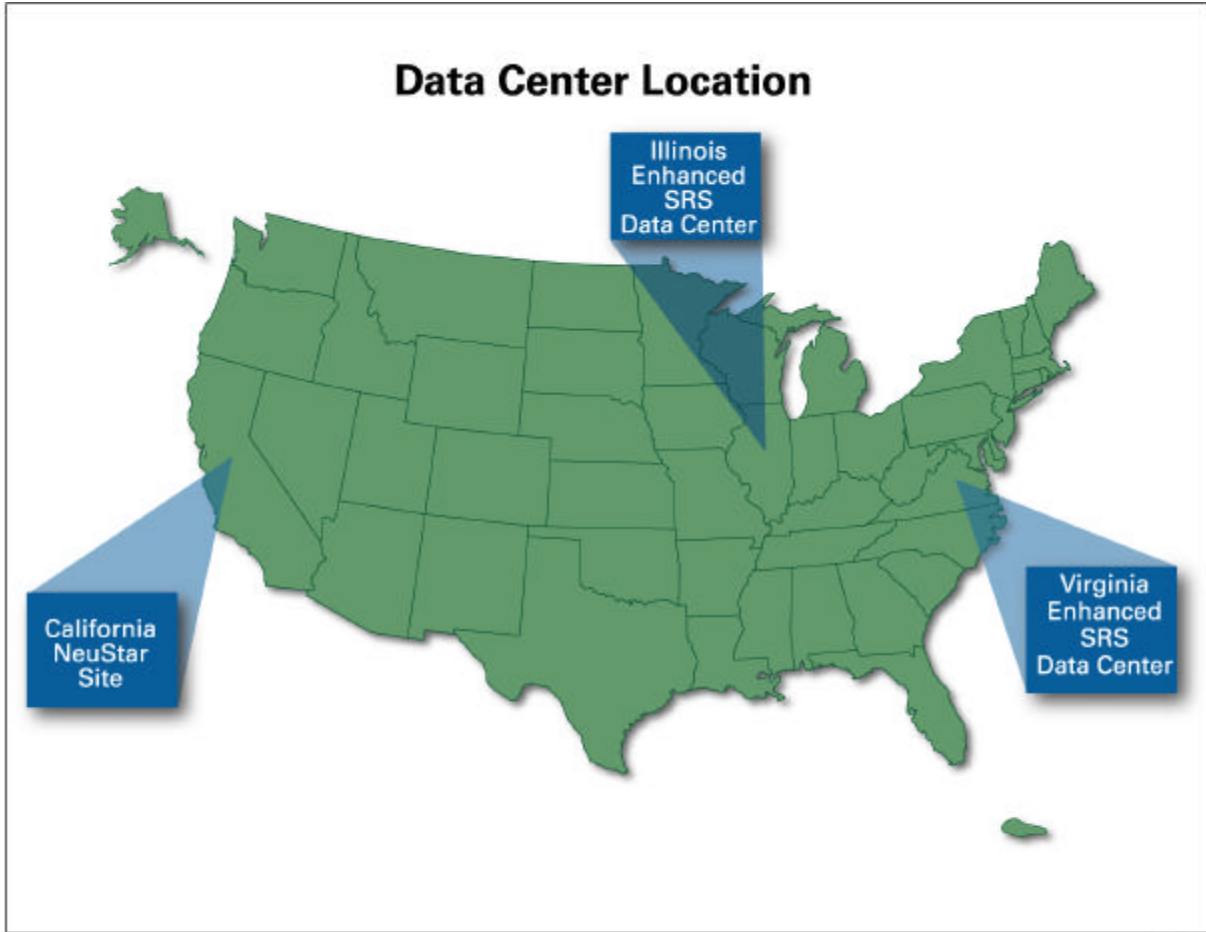 Data Center Location
Illinois
Enhanced
SRS
Data Center
California
NeuStar
Site
Virginia
Enhanced
SRS
Data Center